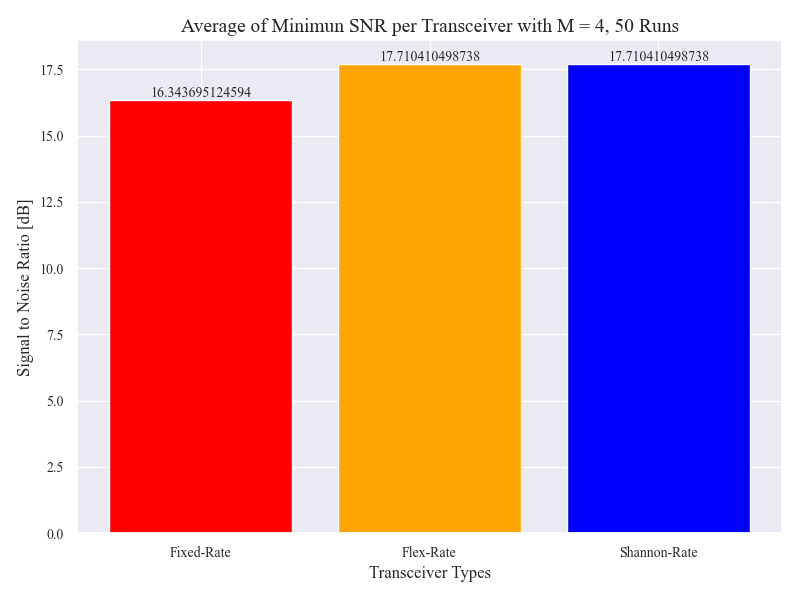 Average of Minimun SNR per Transceiver with M = 4, 50 Runs
16.343695124594
17.710410498738
17.710410498738
17.5
15.0
12.5
10.0
7.5
5.0
2.5
0.0
Signal to Noise Ratio [dB]
Fixed-Rate
Flex-Rate
Shannon-Rate
Transceiver Types